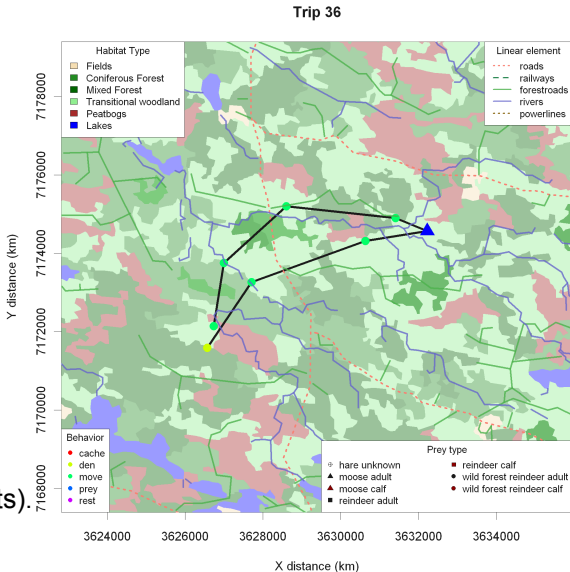 Trip 36
Habitat Type
Fields
Coniferous Forest
Mixed Forest
Transitional woodland
Peatbogs
Lakes
Linear element
roads
railways
forestroads
rivers
powerlines
Y distance (km)
7178000
7176000
7174000
7172000
7170000
7168000
Behavior
cache
den
move
prey
rest
Prey type
hare unknown
moose adult
moose calf
reindeer adult
reindeer calf
wild forest reindeer adult
wild forest reindeer calf
ts).
3624000 3626000 3628000 3630000 3632000 3634000
X distance (km)